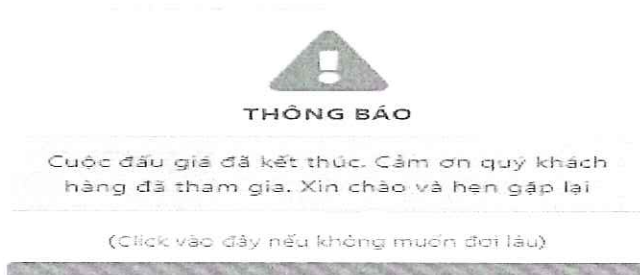 THÔNG BÁO
Cuộc đấu giá đã kết thúc. Cảm ơn quý khách
hàng đã tham gia. Xin chào và hẹn gặp lại
(Click vào đây nếu không muốn đợi lâu)